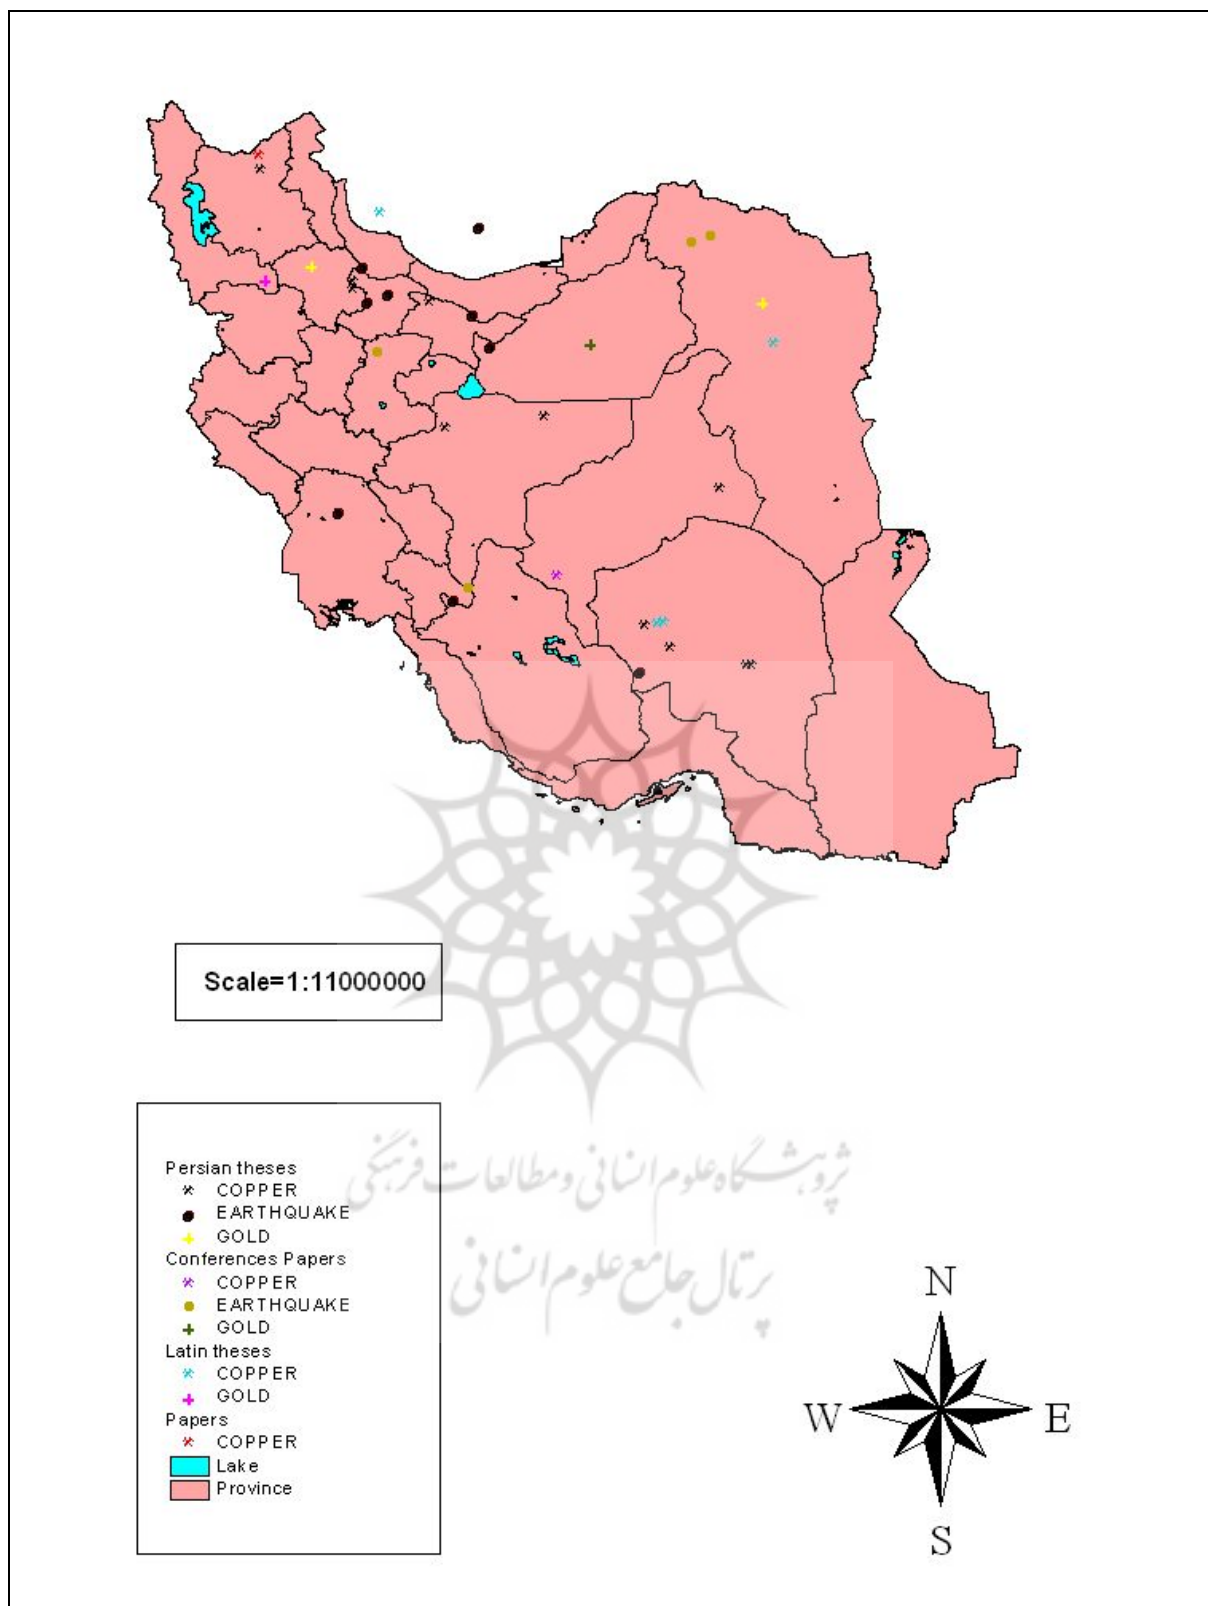 Scale=1:11000000
پژوهشگاه علوم انسانی و مطالعات فرهنگی
پرتال جامع علوم انسانی
Persian theses
COPPER
EARTHQUAKE
GOLD
Conferences Papers
COPPER
EARTHQUAKE
GOLD
Latin theses
COPPER
GOLD
Papers
COPPER
Lake
Province
N
W
E
S